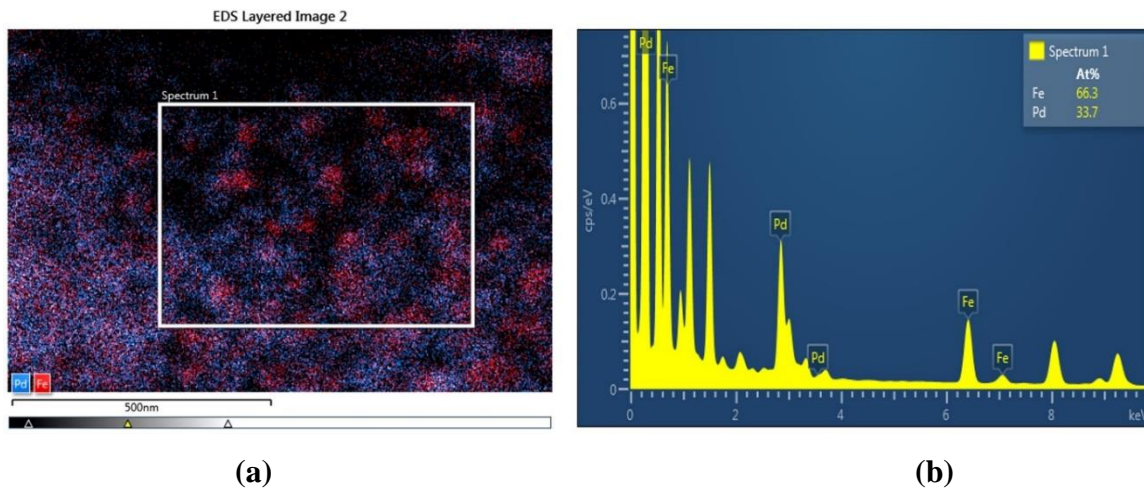 EDS Layered Image 2
Spectrum 1
Pd Fe
500nm
(a)
Spectrum 1
At%
Fe 66.3
Pd 33.7
Pd
Fe
Pd
Pd
Fe
Fe
cps/eV
0.6
0.4
0.2
0
0 2 4 6 8 keV
(b)